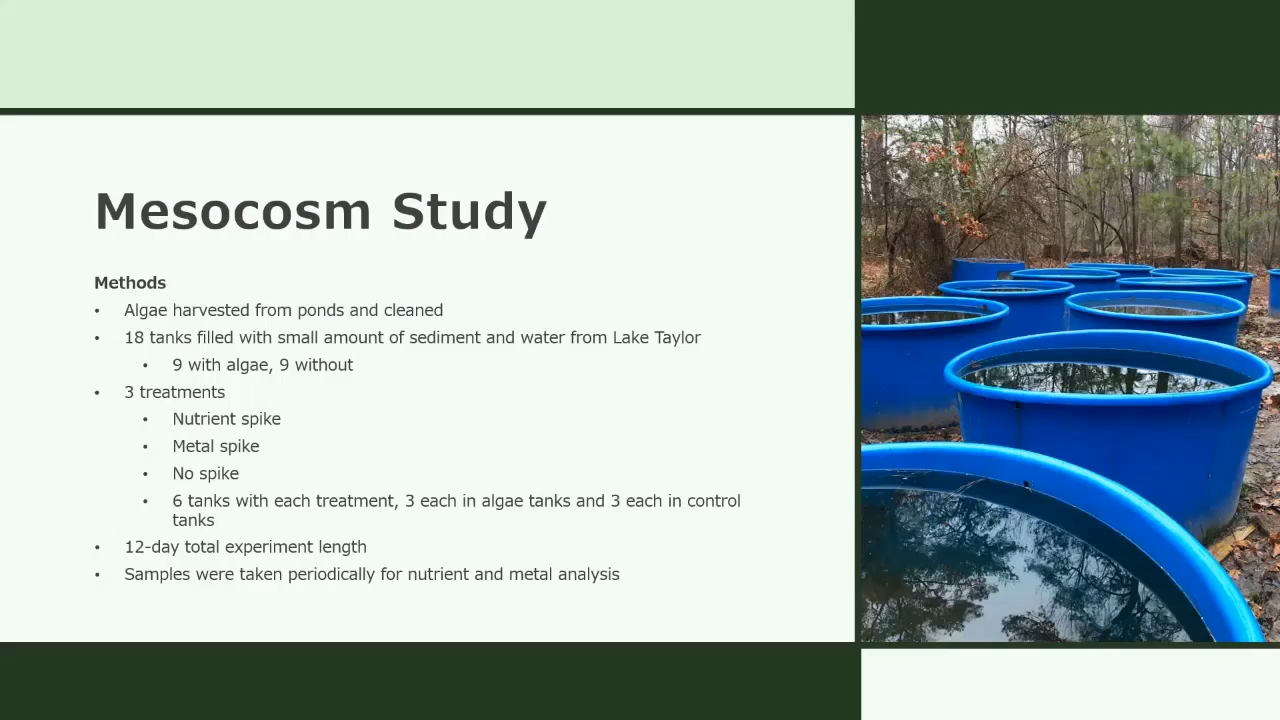 Mesocosm Study
Methods
• Algae harvested from ponds and cleaned
• 18 tanks filled with small amount of sediment and water from Lake Taylor
• 9 with algae, 9 without
• 3 treatments
• Nutrient spike
• Metal spike
• No spike
• 6 tanks with each treatment, 3 each in algae tanks and 3 each in control
tanks
• 12-day total experiment length
• Samples were taken periodically for nutrient and metal analysis